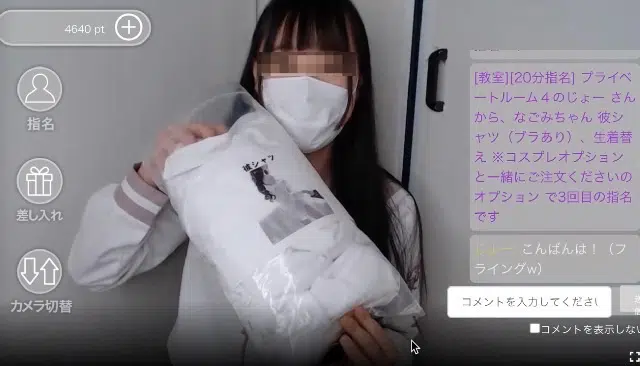 4640 pt
指名
差し入れ
カメラ切替
彼シャツ
[教室][20分指名] プライベ
ートルーム４のじょー さん
から、なごみちゃん 彼シ
ャツ（ブラあり）、生着替
え ※コスプレオプション
と一緒にご注文くださいの
オプション で3回目の指名
です
じょー こんばんは！（フ
ライングw）
コメントを入力してくださ
コメントを表示しな